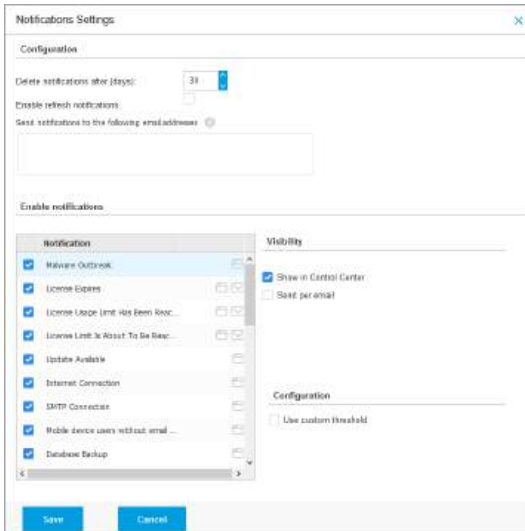 Notifications Settings
Configuration
Delete notifications after (days): 30
Enable refresh notifications
Send notifications to the following email addresses
Enable notifications
Notification
Malware Outbreak
License Expires
License Usage Limit Has Been Reac...
License Limit Is About To Be Reac...
Update Available
Internet Connection
SMTP Connection
Mobile device users without email ...
Database Backup
Visibility
Show in Control Center
Send per email
Configuration
Use custom threshold
Save
Cancel